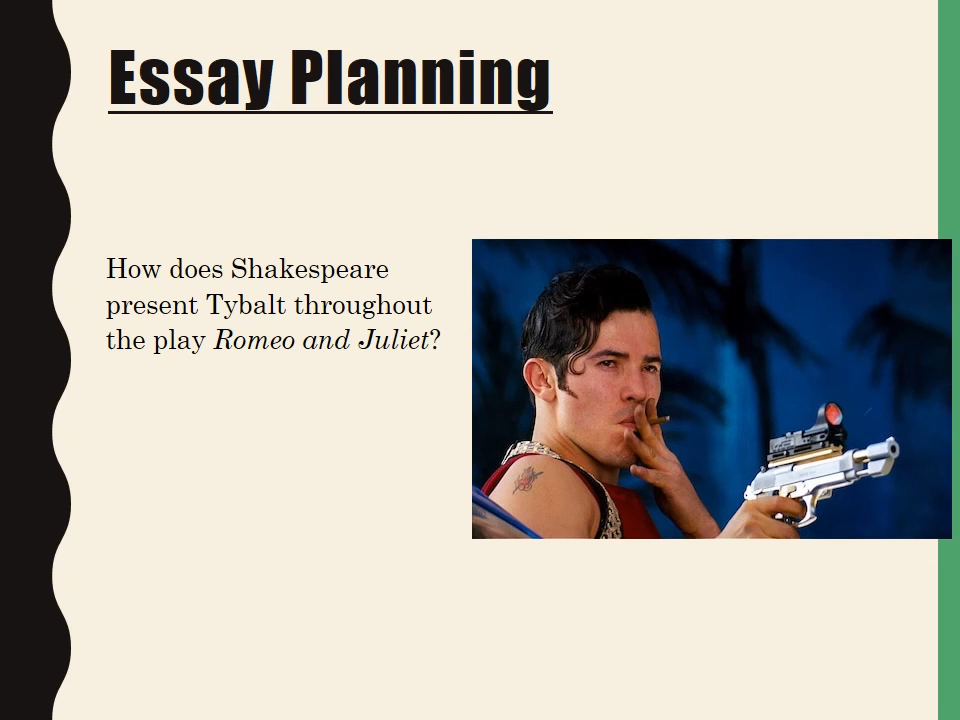 Essay Planning
How does Shakespeare
present Tybalt throughout
the play Romeo and Juliet?